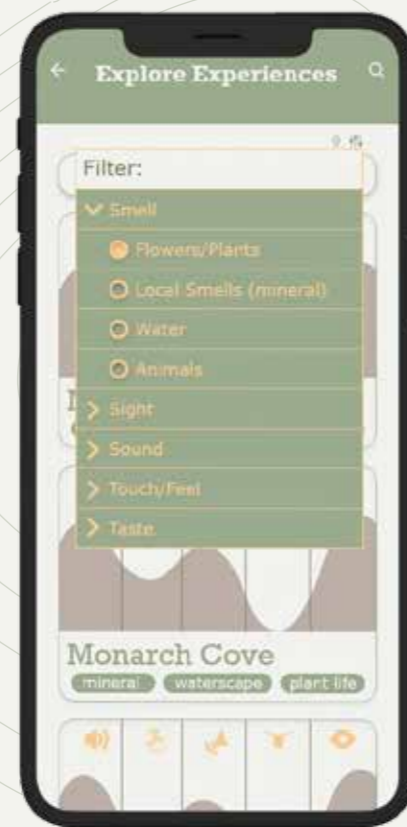 Explore Experiences
Filter:
Smell
Flowers/Plants
Local Smells (mineral)
Water
Animals
Sight
Sound
Touch/Feel
Taste
Monarch Cove
mineral waterscape plant life